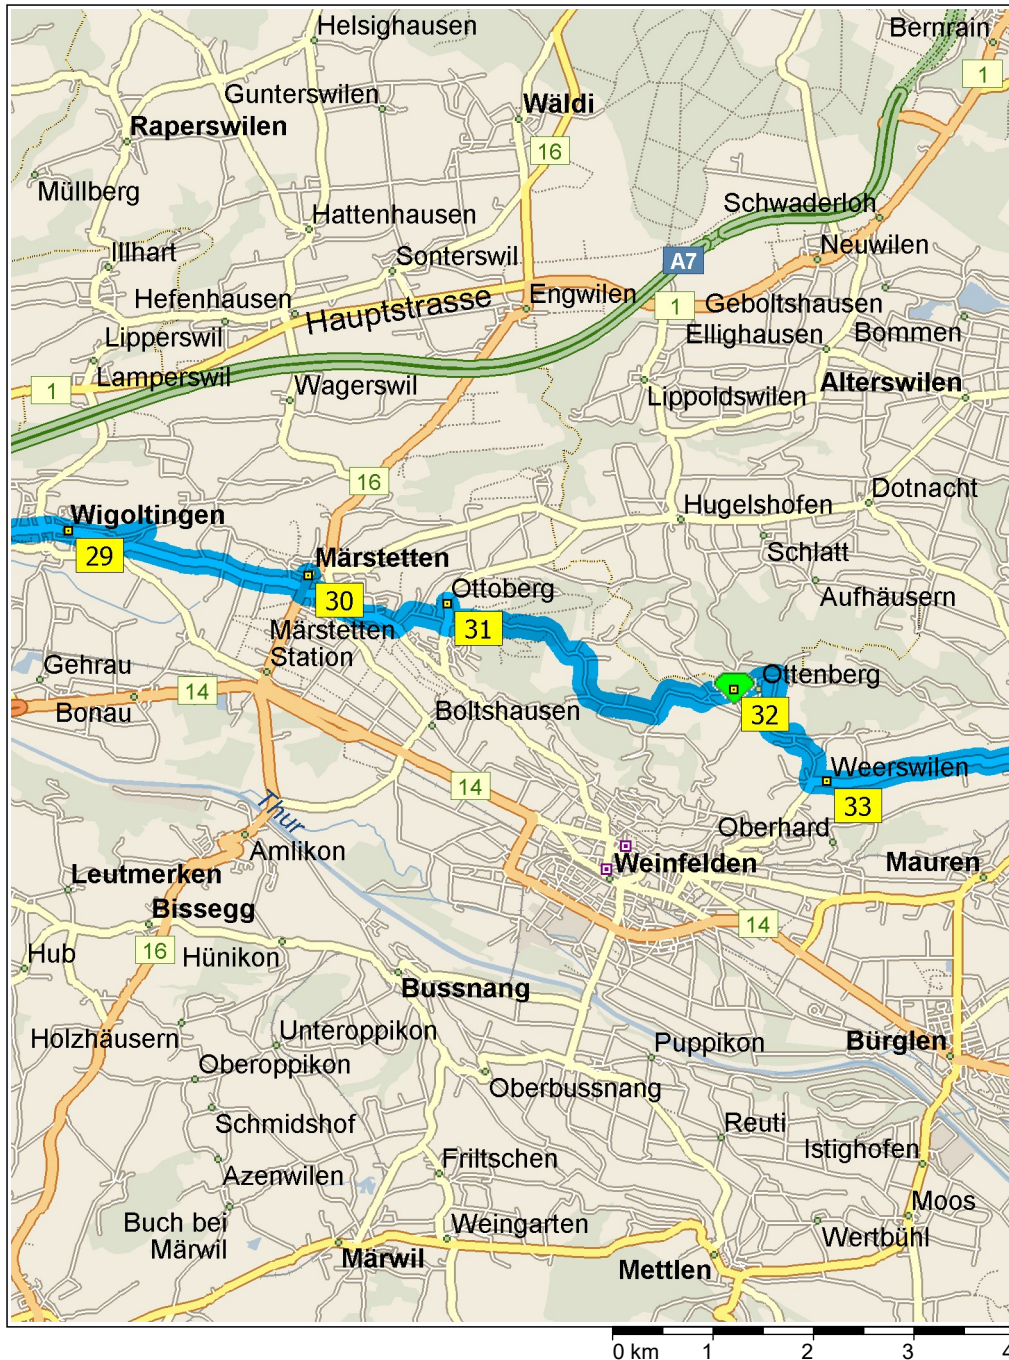 Helsighausen
Bernrain
1
Gunterswilen
Wäldi
Raperswilen
16
Müllberg
Schwaderloh
Hattenhausen
Neuwilen
Illhart
Sonterswil
A7
Hefenhausen
Hauptstrasse
Engwilen
1
Geboltshausen
Lipperswil
Ellighausen
Bommen
Lamperswil
1
Wagerswil
Lippoldswilen
Alterswilen
16
Dotnacht
Hugelshofen
Wigoltingen
29
Märstetten
Schlatt
30
Ottoberg
Aufhäusern
31
Märstetten
Station
Gehrau
14
Ottenberg
Bonau
Boltshausen
32
Weerswilen
14
33
Thur
Oberhard
Amlikon
Weinfelden
Mauren
Leutmerken
Bissegg
14
Hub
16
Hünikon
Bussnang
Holzhäusern
Unteroppikon
Puppikon
Bürglen
Oberoppikon
Oberbussnang
Schmidshof
Reuti
Istighofen
Friltschen
Azenwilen
Moos
Buch bei
Märwil
Weingarten
Wertbühl
Märwil
Mettlen
0 km 1 2 3 4